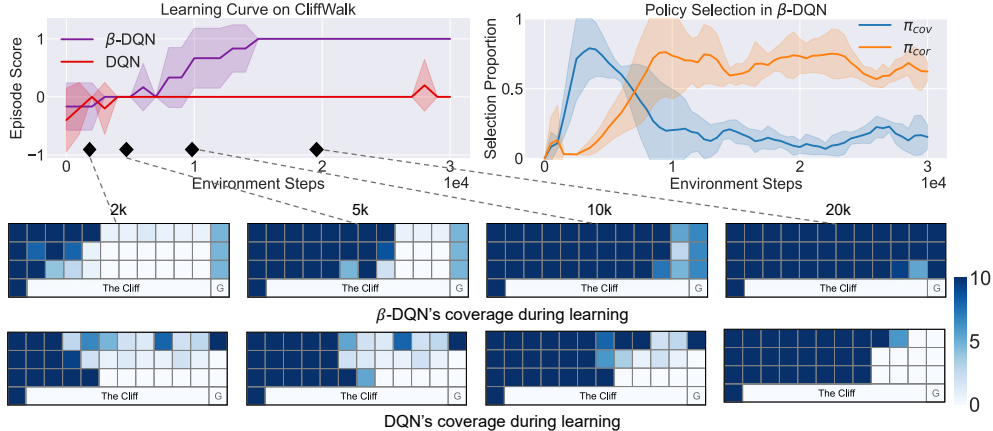 Learning Curve on CliffWalk
Episode Score
1
0
−1
β-DQN
DQN
0
1
2
3
1e4
Environment Steps
Policy Selection in β-DQN
Selection Proportion
1
0.5
0
π_cov
π_cor
0
1
2
3
1e4
Environment Steps
2k
5k
10k
20k
The Cliff G
The Cliff G
The Cliff G
The Cliff G
β-DQN's coverage during learning
The Cliff G
The Cliff G
The Cliff G
The Cliff G
DQN's coverage during learning
10
5
0